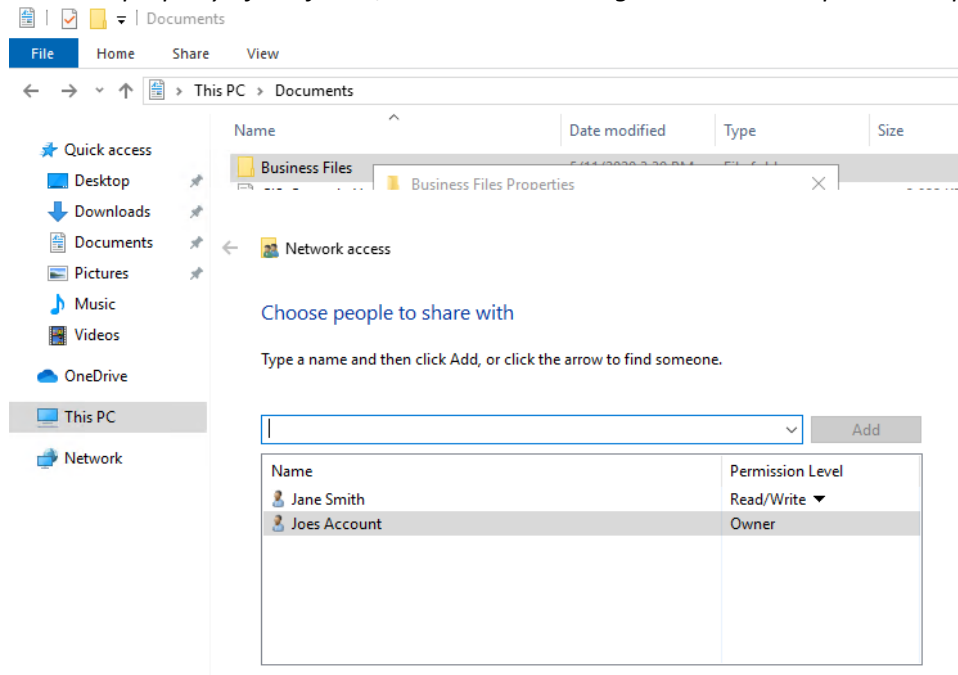 Documents
File Home Share View
This PC > Documents
Name Date modified Type Size
Quick access
Desktop
Downloads
Documents
Pictures
Music
Videos
OneDrive
This PC
Network
Business Files
Business Files Properties
Network access
Choose people to share with
Type a name and then click Add, or click the arrow to find someone.
Add
Name Permission Level
Jane Smith Read/Write
Joes Account Owner